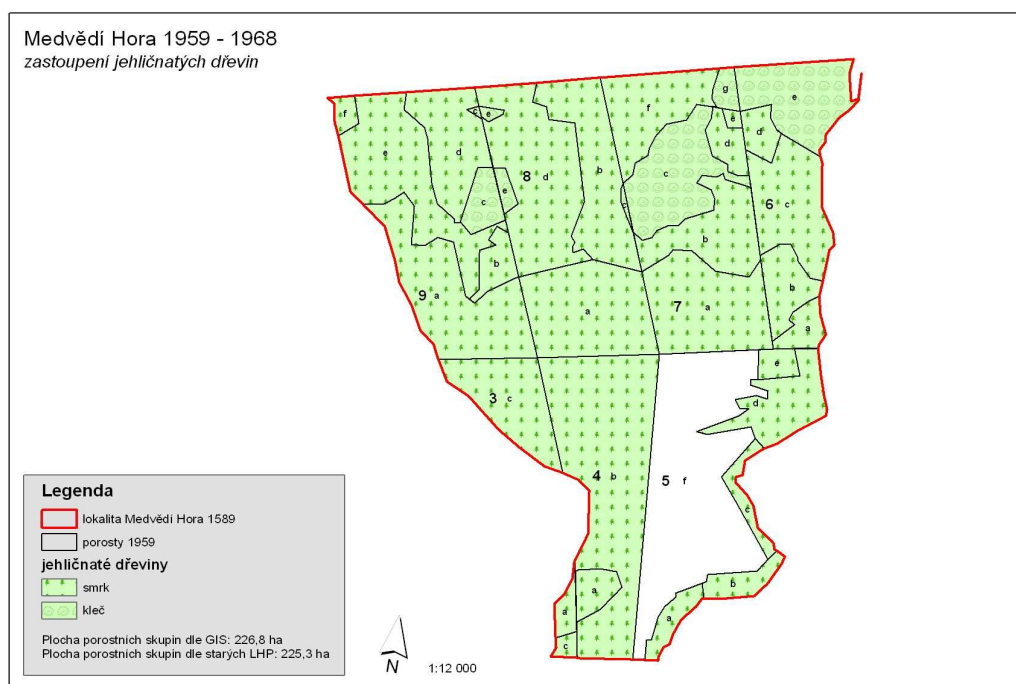 Medvědí Hora 1959 - 1968
zastoupení jehličnatých dřevin
g
e
f
f
c
e
e
d
e
d
d
b
c
8
d
e
c
c
6
c
b
b
9
a
a
7
a
b
a
e
3
c
d
4
b
5
f
c
b
a
a
a
c
Legenda
lokalita Medvědí Hora 1589
porosty 1959
jehličnaté dřeviny
smrk
kleč
Plocha porostních skupin dle GIS: 226,8 ha
Plocha porostních skupin dle starých LHP: 225,3 ha
N
1:12 000